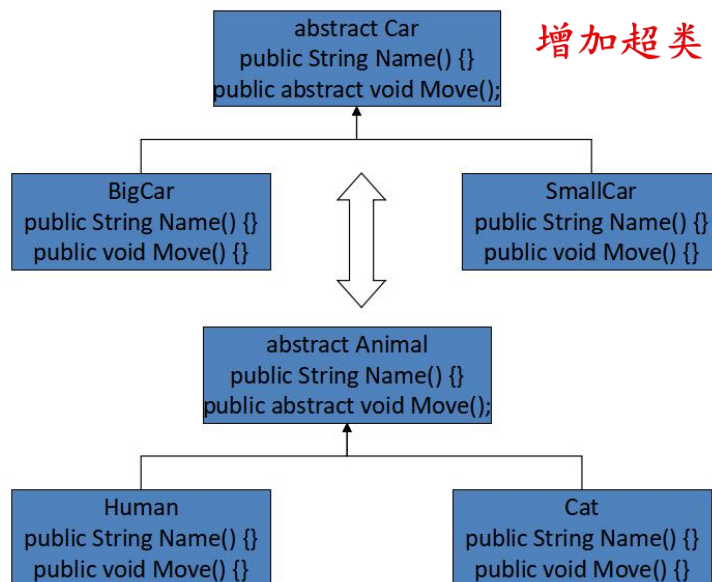 abstract Car
public String Name() {}
public abstract void Move();
增加超类
BigCar
public String Name() {}
public void Move() {}
SmallCar
public String Name() {}
public void Move() {}
abstract Animal
public String Name() {}
public abstract void Move();
Human
public String Name() {}
public void Move() {}
Cat
public String Name() {}
public void Move() {}